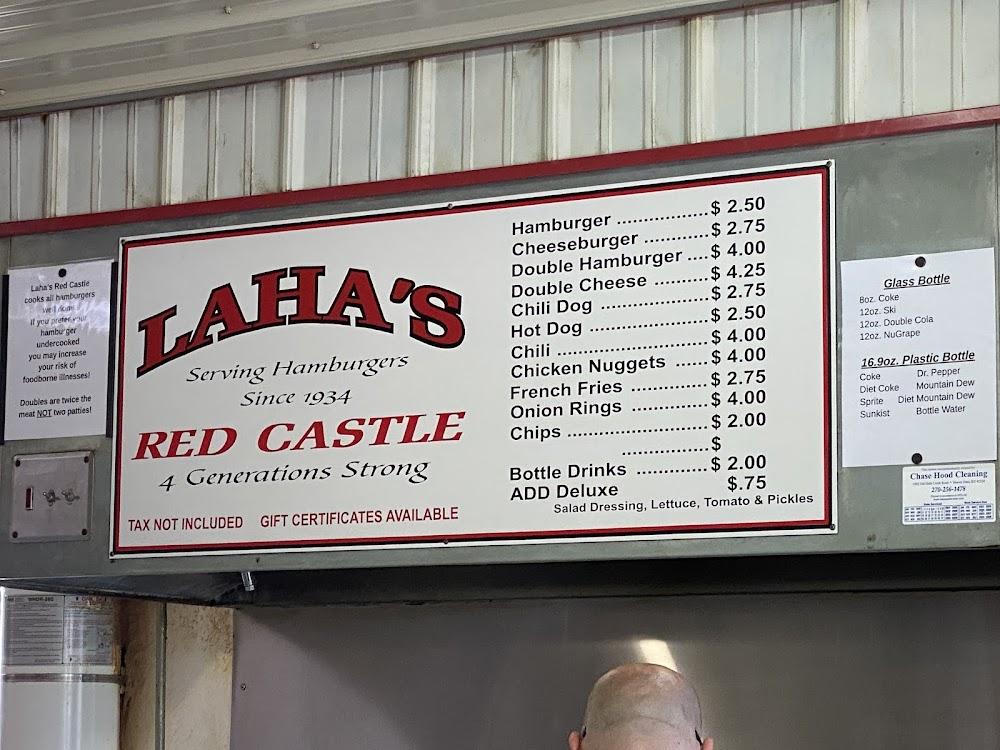 Laha's Red Castle
cooks all hamburgers
well done.
If you prefer your
hamburger
undercooked
you may increase
your risk of
foodborne illnesses!
Doubles are twice the
meat NOT two patties!
LAHA'S
Serving Hamburgers
Since 1934
RED CASTLE
4 Generations Strong
TAX NOT INCLUDED GIFT CERTIFICATES AVAILABLE
Hamburger ................. $ 2.50
Cheeseburger ............ $ 2.75
Double Hamburger .... $ 4.00
Double Cheese .......... $ 4.25
Chili Dog .................... $ 2.75
Hot Dog ...................... $ 2.50
Chili ............................ $ 4.00
Chicken Nuggets ...... $ 4.00
French Fries .............. $ 2.75
Onion Rings .............. $ 4.00
Chips .......................... $ 2.00
................ $
Bottle Drinks ............. $ 2.00
ADD Deluxe $.75
Salad Dressing, Lettuce, Tomato & Pickles
Glass Bottle
8oz. Coke
12oz. Ski
12oz. Double Cola
12oz. NuGrape
16.9oz. Plastic Bottle
Coke Dr. Pepper
Diet Coke Mountain Dew
Sprite Diet Mountain Dew
Sunkist Bottle Water
Chase Hood Cleaning
270-256-1478